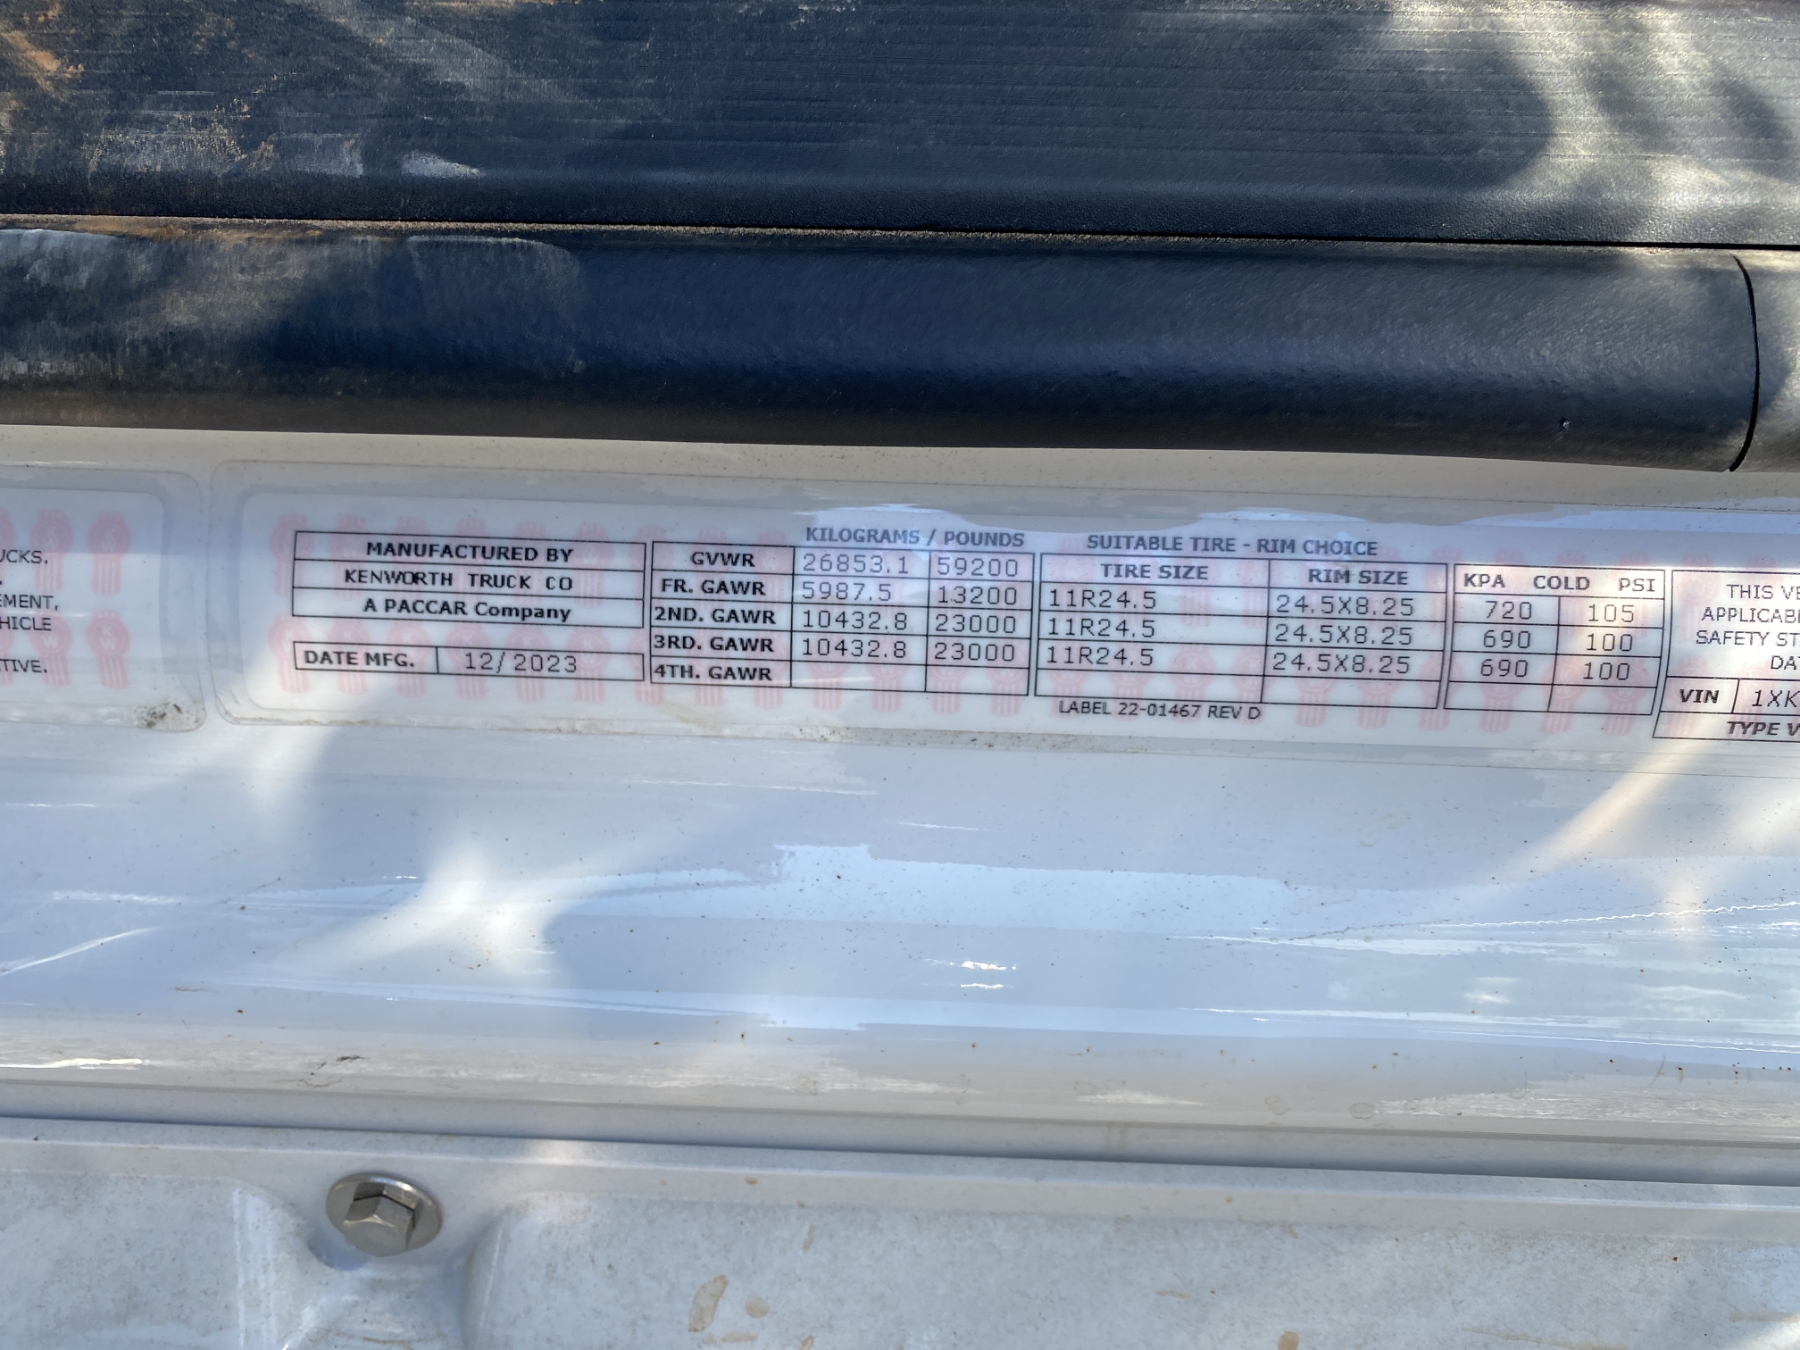 UCKS.
EMENT,
HICLE
TIVE.
MANUFACTURED BY
KENWORTH TRUCK CO
A PACCAR Company
DATE MFG. 12/2023
KILOGRAMS / POUNDS
GVWR 26853.1 59200
FR. GAWR 5987.5 13200
2ND. GAWR 10432.8 23000
3RD. GAWR 10432.8 23000
4TH. GAWR
SUITABLE TIRE - RIM CHOICE
TIRE SIZE RIM SIZE
11R24.5 24.5X8.25
11R24.5 24.5X8.25
11R24.5 24.5X8.25
LABEL 22-01467 REV D
KPA COLD PSI
720 105
690 100
690 100
THIS VE
APPLICABL
SAFETY ST
DAT
VIN 1XK
TYPE V